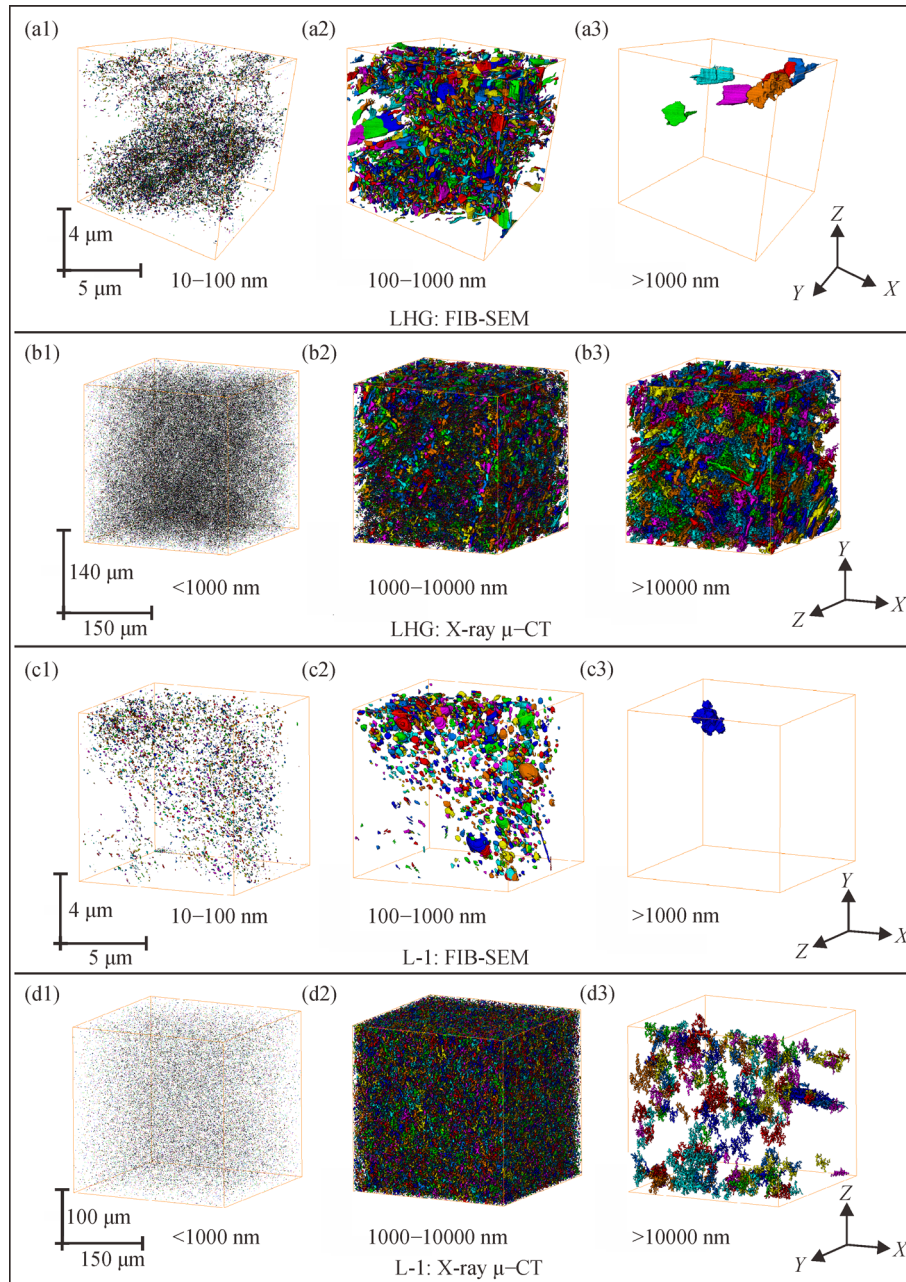 (a1) (a2) (a3)
4 μm
5 μm
10−100 nm 100−1000 nm >1000 nm
Z
Y X
LHG: FIB-SEM
(b1) (b2) (b3)
140 μm
150 μm
<1000 nm 1000−10000 nm >10000 nm
Y
Z X
LHG: X-ray μ−CT
(c1) (c2) (c3)
4 μm
5 μm
10−100 nm 100−1000 nm >1000 nm
Y
Z X
L-1: FIB-SEM
(d1) (d2) (d3)
100 μm
150 μm
<1000 nm 1000−10000 nm >10000 nm
Z
Y X
L-1: X-ray μ−CT